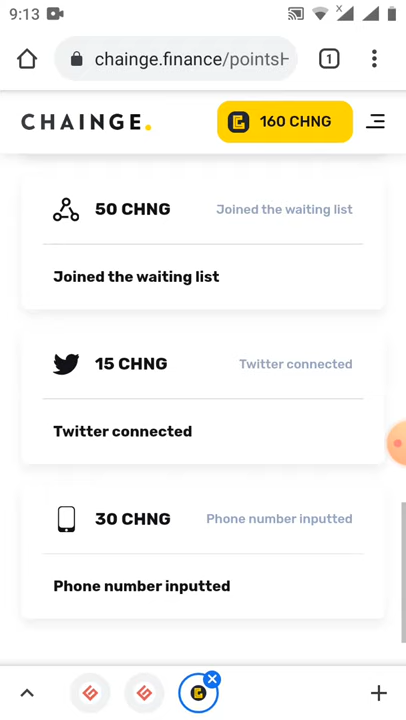 9:13
x
chainge.finance/pointsH
1
CHAINGE.
160 CHNG
50 CHNG
Joined the waiting list
Joined the waiting list
15 CHNG
Twitter connected
Twitter connected
30 CHNG
Phone number inputted
Phone number inputted